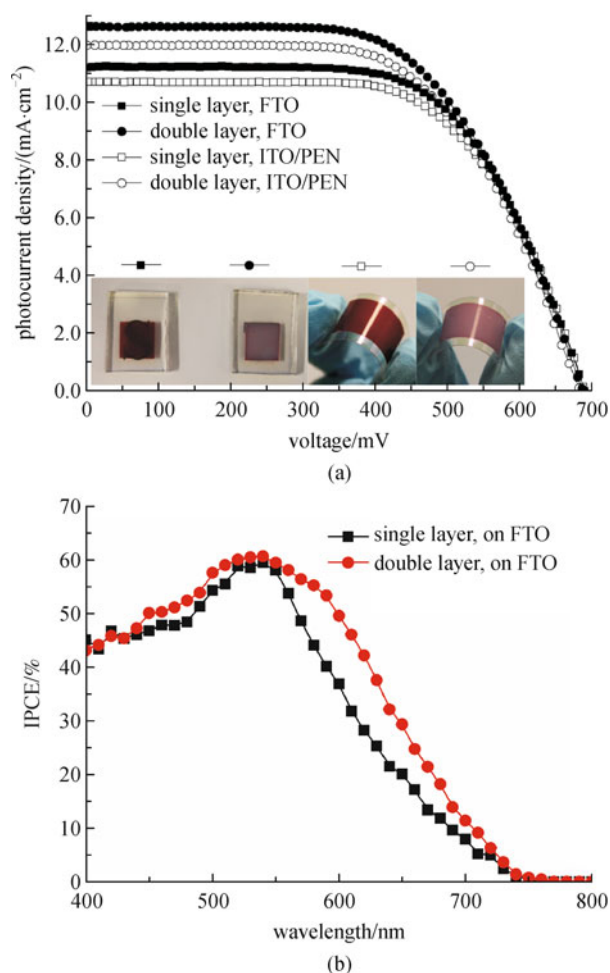 photocurrent density/(mA·cm⁻²)
12.0
10.0
8.0
6.0
4.0
2.0
0.0
single layer, FTO
double layer, FTO
single layer, ITO/PEN
double layer, ITO/PEN
0 100 200 300 400 500 600 700
voltage/mV
(a)
IPCE/%
70
60
50
40
30
20
10
0
single layer, on FTO
double layer, on FTO
400 500 600 700 800
wavelength/nm
(b)